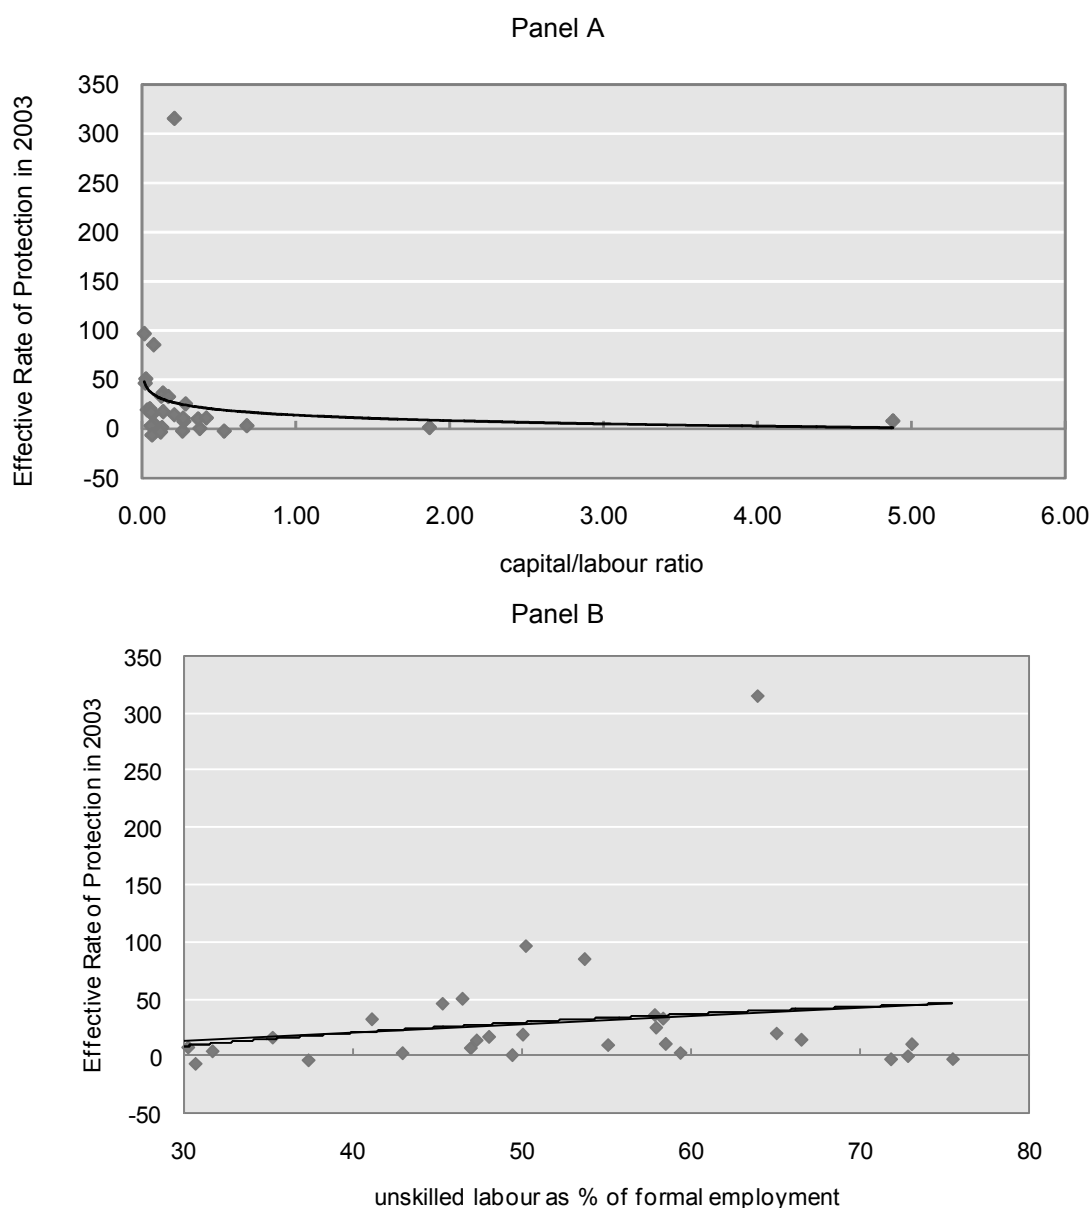 Panel A
Effective Rate of Protection in 2003
350
300
250
200
150
100
50
0
-50
0.00 1.00 2.00 3.00 4.00 5.00 6.00
capital/labour ratio
Panel B
Effective Rate of Protection in 2003
350
300
250
200
150
100
50
0
-50
30 40 50 60 70 80
unskilled labour as % of formal employment